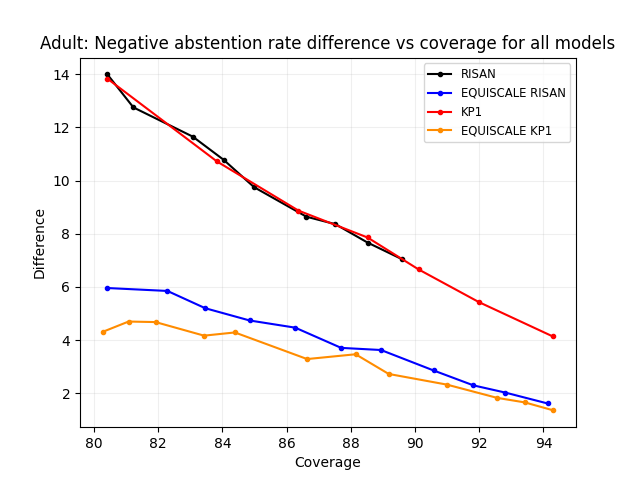 Adult: Negative abstention rate difference vs coverage for all models
RISAN
EQUISCALE RISAN
KP1
EQUISCALE KP1
Difference
14
12
10
8
6
4
2
80
82
84
86
88
90
92
94
Coverage